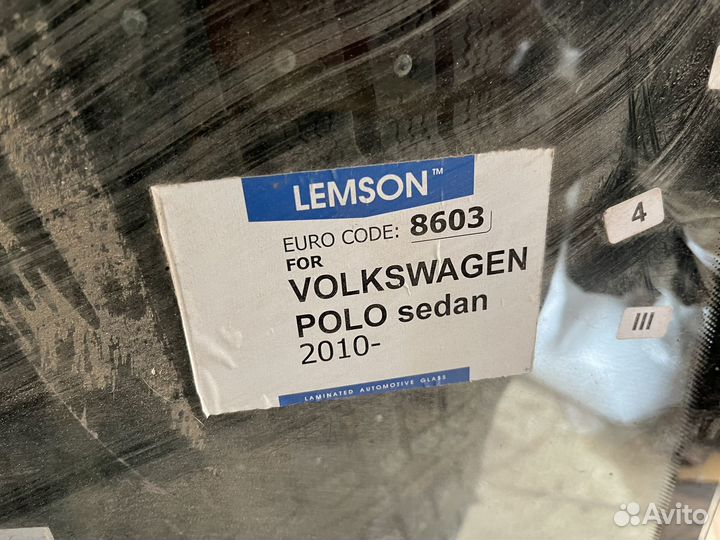 LEMSON™
EURO CODE: 8603
FOR
VOLKSWAGEN
POLO sedan
2010-
LAMINATED AUTOMOTIVE GLASS
4
III
Avito